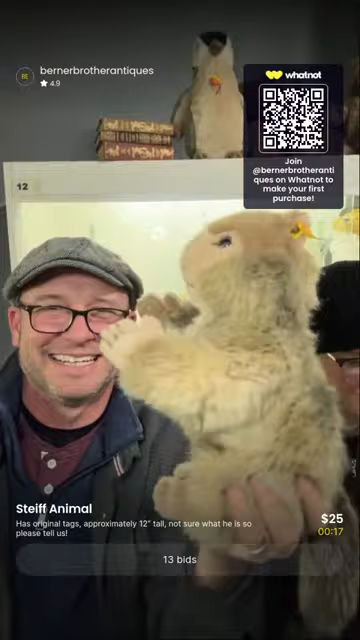 BE
bernerbrotherantiques
4.9
whatnot
Join
@bernerbrotheranti
ques on Whatnot to
make your first
purchase!
12
Steiff Animal
Has original tags, approximately 12" tall, not sure what he is so
please tell us!
$25
00:17
13 bids